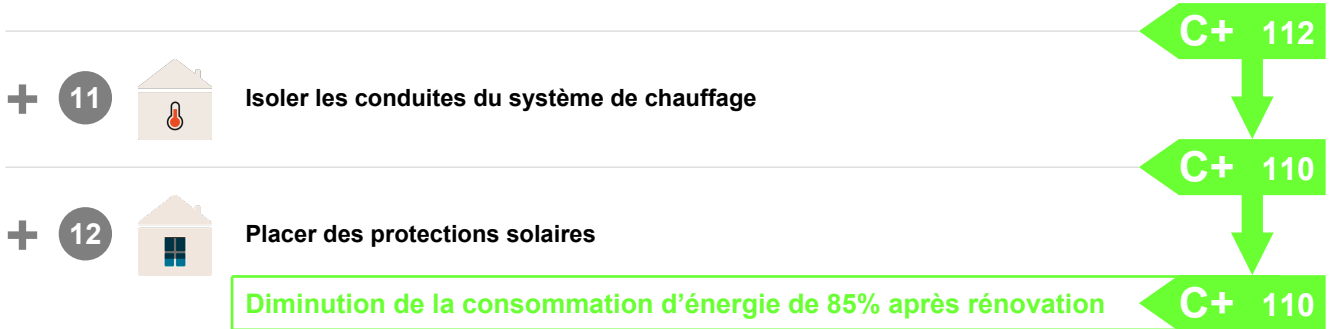 C+ 112
+ 11 Isoler les conduites du système de chauffage
C+ 110
+ 12 Placer des protections solaires
Diminution de la consommation d’énergie de 85% après rénovation C+ 110